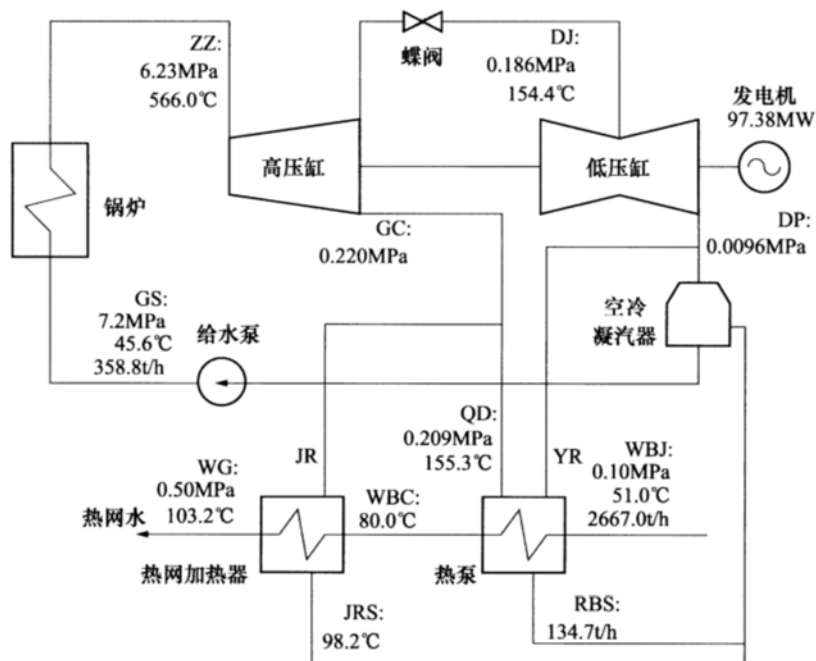 ZZ:
6.23MPa
566.0℃
蝶阀
DJ:
0.186MPa
154.4℃
发电机
97.38MW
锅炉
高压缸
低压缸
GC:
0.220MPa
DP:
0.0096MPa
GS:
7.2MPa
45.6℃
358.8t/h
给水泵
空冷
凝汽器
QD:
0.209MPa
155.3℃
JR
YR
WBJ:
0.10MPa
51.0℃
2667.0t/h
WG:
0.50MPa
103.2℃
热网水
WBC:
80.0℃
热网加热器
热泵
JRS:
98.2℃
RBS:
134.7t/h